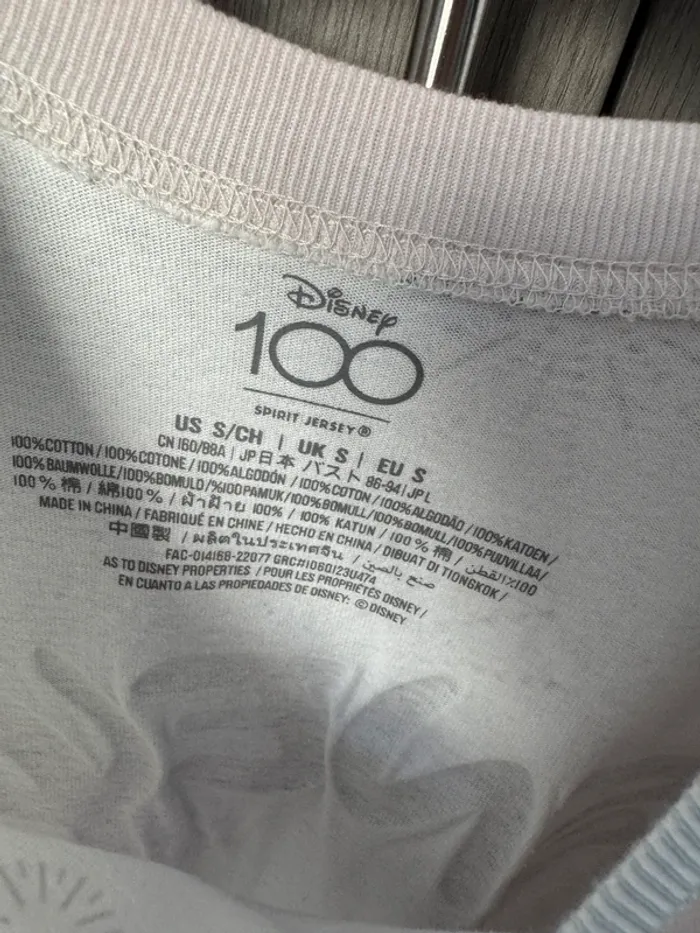 Disney
100
SPIRIT JERSEY®
US S/CH | UK S | EU S
CN 160/88A | JP日本 バスト 86-94 | JP L
100%COTTON / 100%COTONE / 100%ALGODÓN / 100%COTON / 100%ALGODÃO / 100%KATOEN /
100%BAUMWOLLE/100%BOMULD/%100PAMUK/100%BOMULL/100%BOMULL/100%PUUVILLAA/
100% 棉 / 綿100% / ผ้าฝ้าย 100% / 100% KATUN / 100% 棉 / القطن٪100
MADE IN CHINA / FABRIQUÉ EN CHINE / HECHO EN CHINA / DIBUAT DI TIONGKOK /
中國製 / ผลิตในประเทศจีน / صنع بالصين
FAC-014168-22077 GRC#1060123U474
AS TO DISNEY PROPERTIES / POUR LES PROPRIÉTÉS DISNEY /
EN CUANTO A LAS PROPIEDADES DE DISNEY: © DISNEY